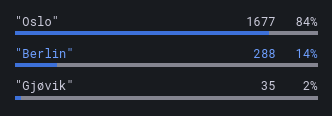 "Oslo" 1677 84%
"Berlin" 288 14%
"Gjøvik" 35 2%